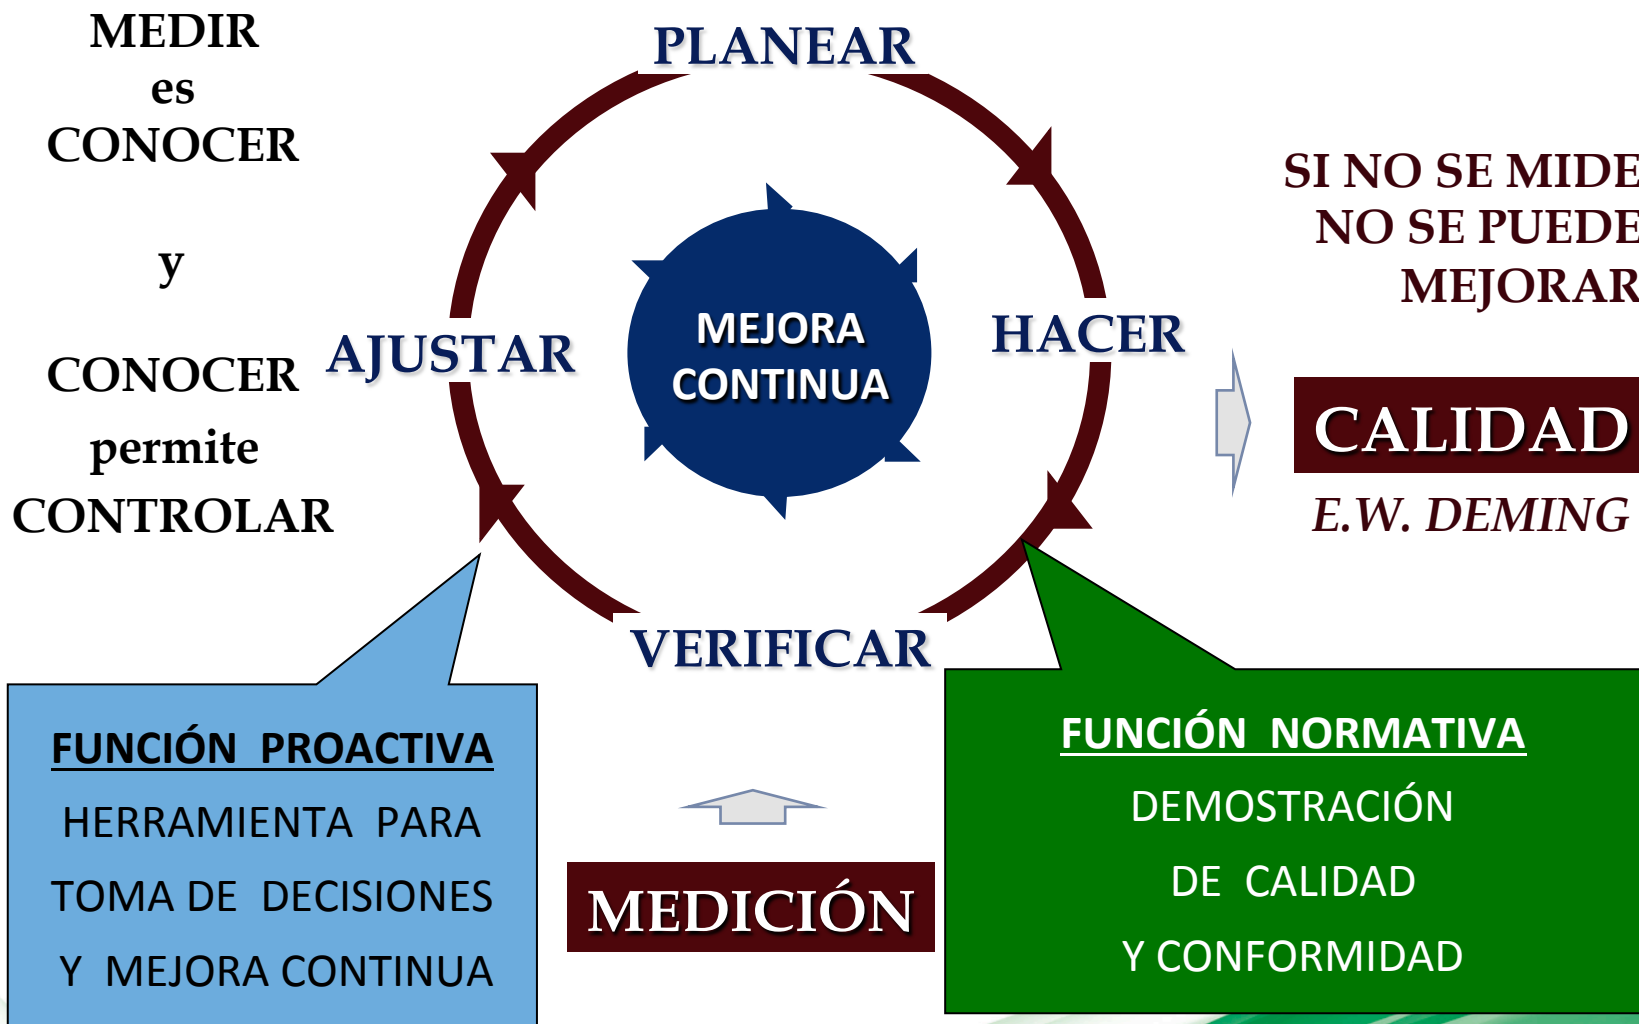 MEDIR
es
CONOCER
y
CONOCER
permite
CONTROLAR
PLANEAR
HACER
VERIFICAR
AJUSTAR
MEJORA
CONTINUA
SI NO SE MIDE
NO SE PUEDE
MEJORAR
CALIDAD
E.W. DEMING
FUNCIÓN PROACTIVA
HERRAMIENTA PARA
TOMA DE DECISIONES
Y MEJORA CONTINUA
MEDICIÓN
FUNCIÓN NORMATIVA
DEMOSTRACIÓN
DE CALIDAD
Y CONFORMIDAD